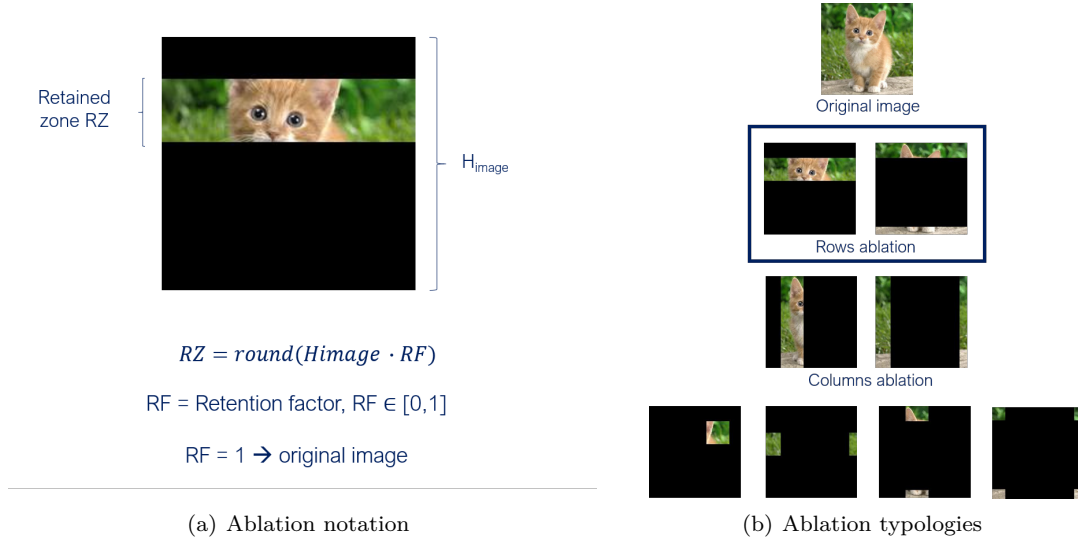 Retained
zone RZ
H_image
RZ = round(Himage · RF)
RF = Retention factor, RF ∈ [0,1]
RF = 1 → original image
(a) Ablation notation
Original image
Rows ablation
Columns ablation
(b) Ablation typologies